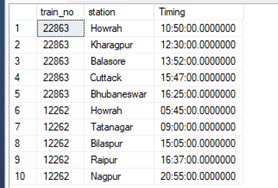 train_no station Timing
1 22863 Howrah 10:50:00.0000000
2 22863 Kharagpur 12:30:00.0000000
3 22863 Balasore 13:52:00.0000000
4 22863 Cuttack 15:47:00.0000000
5 22863 Bhubaneswar 16:25:00.0000000
6 12262 Howrah 05:45:00.0000000
7 12262 Tatanagar 09:00:00.0000000
8 12262 Bilaspur 15:05:00.0000000
9 12262 Raipur 16:37:00.0000000
10 12262 Nagpur 20:55:00.0000000